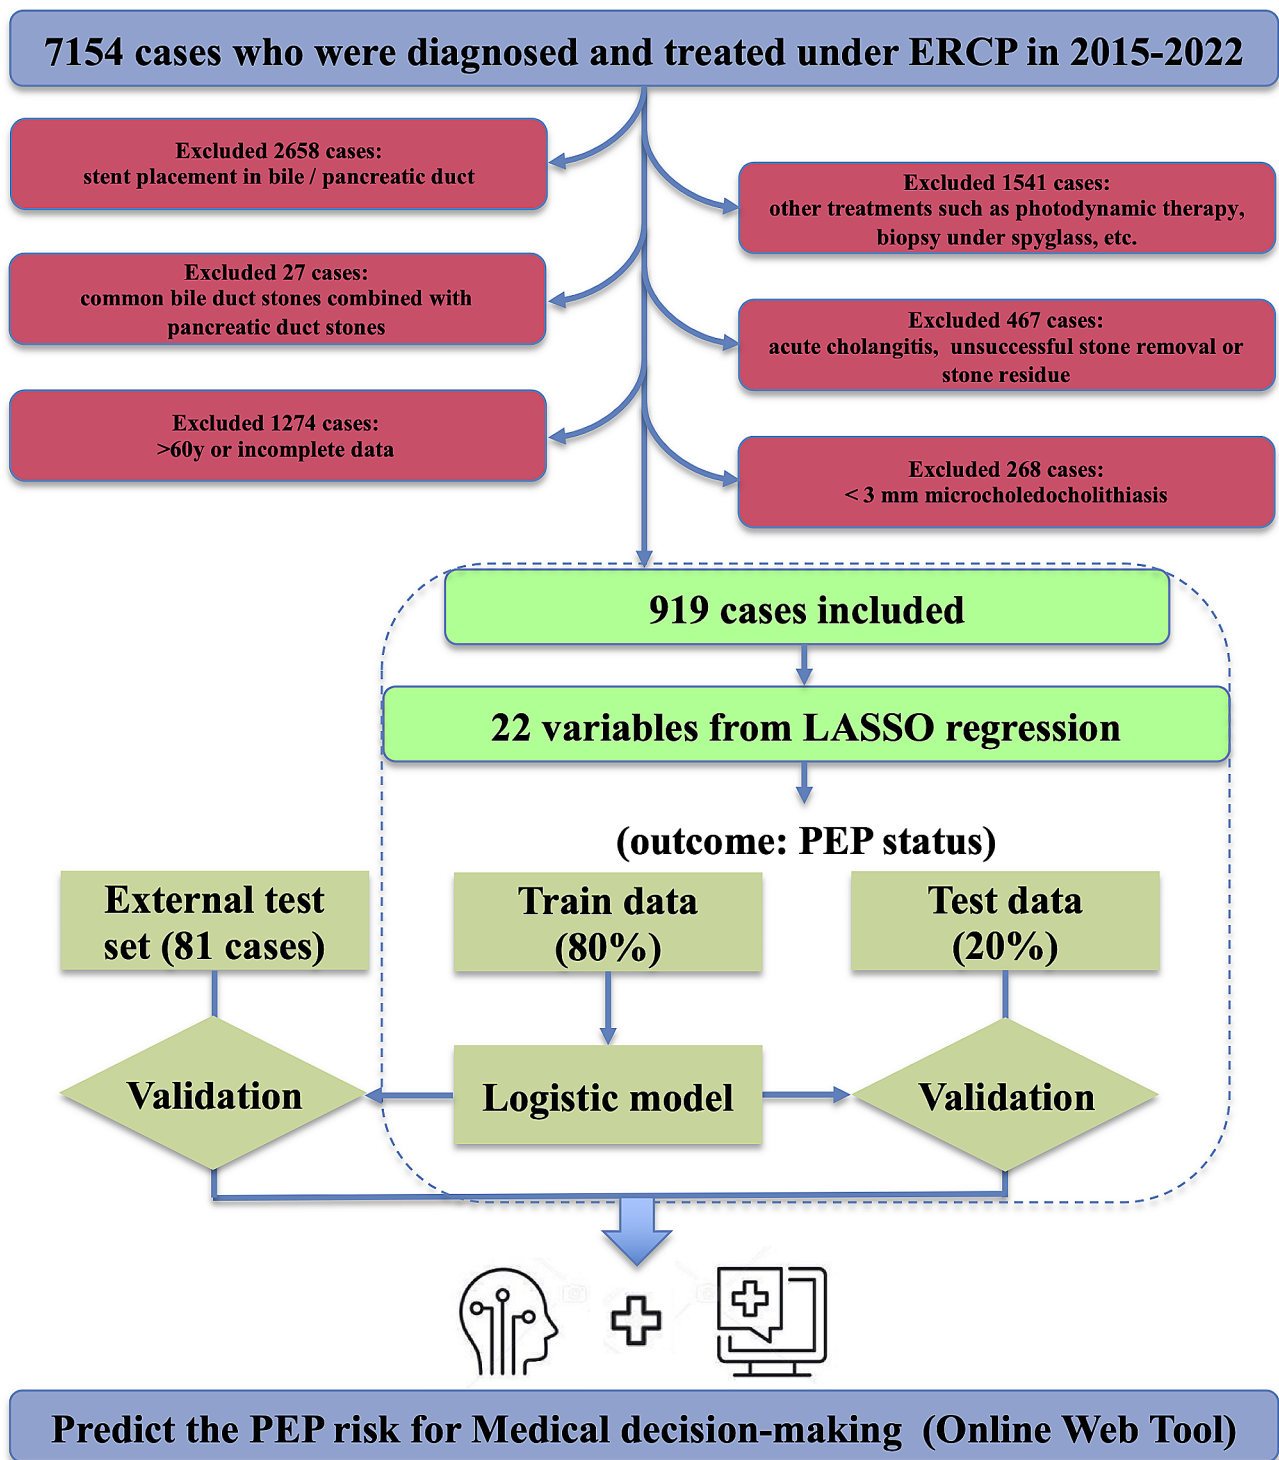 7154 cases who were diagnosed and treated under ERCP in 2015-2022
Excluded 2658 cases:
stent placement in bile / pancreatic duct
Excluded 1541 cases:
other treatments such as photodynamic therapy,
biopsy under spyglass, etc.
Excluded 27 cases:
common bile duct stones combined with
pancreatic duct stones
Excluded 467 cases:
acute cholangitis, unsuccessful stone removal or
stone residue
Excluded 1274 cases:
>60y or incomplete data
Excluded 268 cases:
< 3 mm microcholedocholithiasis
919 cases included
22 variables from LASSO regression
(outcome: PEP status)
External test
set (81 cases)
Train data
(80%)
Test data
(20%)
Validation
Logistic model
Validation
Predict the PEP risk for Medical decision-making (Online Web Tool)